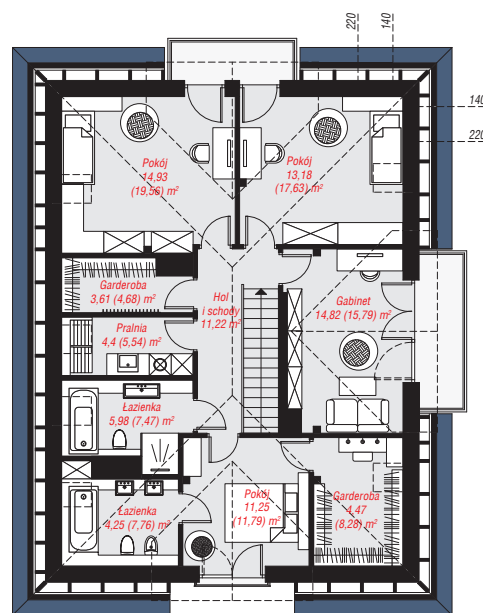 220
140
140
220
Pokój
14,93
(19,56) m²
Pokój
13,18
(17,63) m²
Garderoba
3,61 (4,68) m²
Hol
i schody
11,22 m²
Gabinet
14,82 (15,79) m²
Pralnia
4,4 (5,54) m²
Łazienka
5,98 (7,47) m²
Łazienka
4,25 (7,76) m²
Pokój
11,25
(11,79) m²
Garderoba
4,47
(8,28) m²